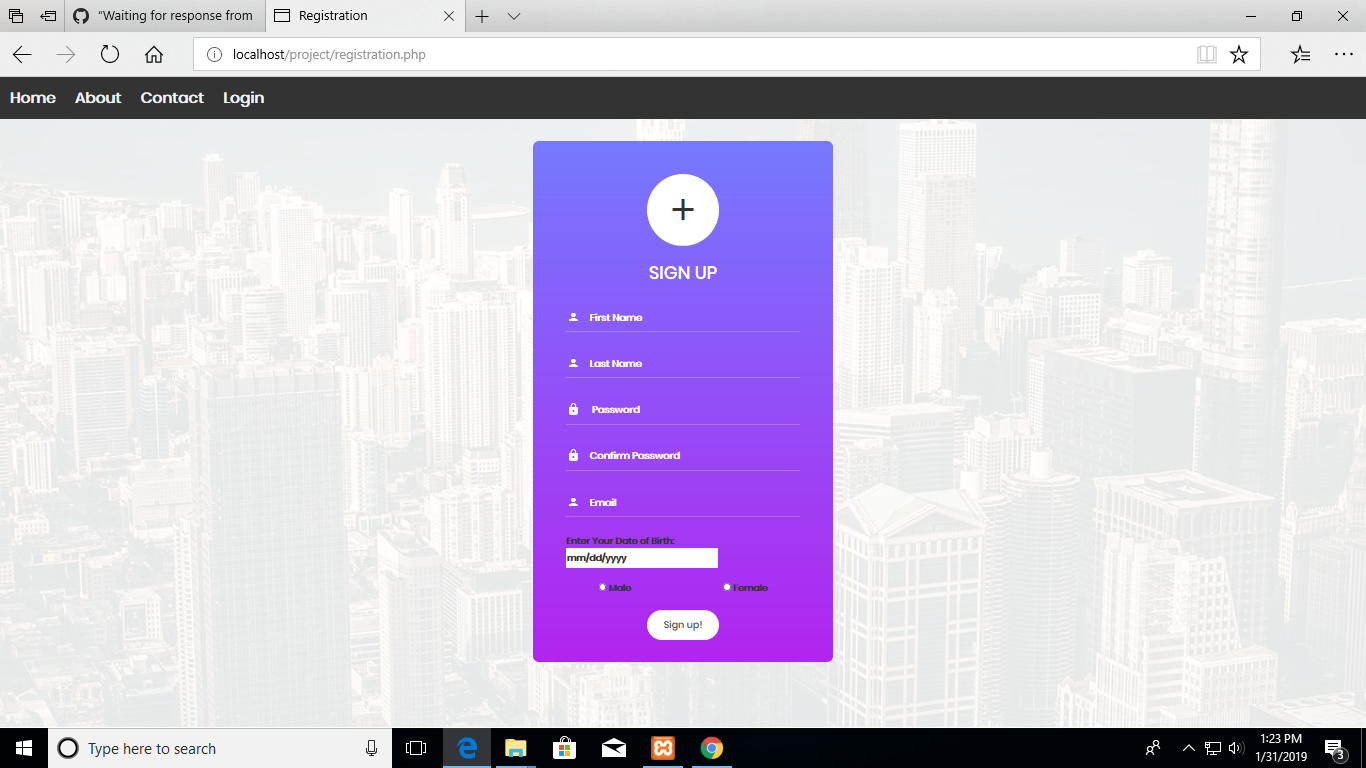 "Waiting for response from
Registration
localhost/project/registration.php
Home About Contact Login
SIGN UP
First Name
Last Name
Password
Confirm Password
Email
Enter Your Date of Birth:
mm/dd/yyyy
Male Female
Sign up!
Type here to search
1:23 PM
1/31/2019
3